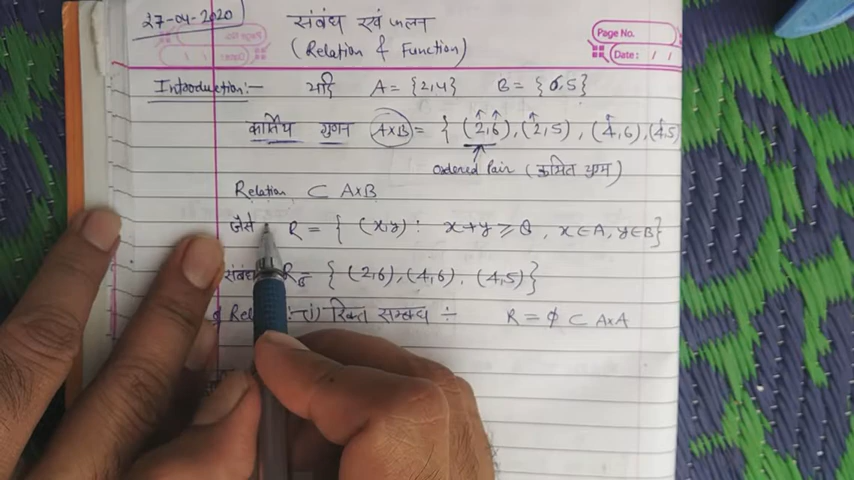 27-04-2020
संबंध एवं फलन
(Relation & Function)
Page No.
Date: / /
Introduction:- यदि A = {2,4} B = {6,5}
कार्तीय गुणन (A×B) = { (2,6), (2,5), (4,6), (4,5)
ordered Pair (क्रमित युग्म)
Relation ⊂ A×B
जैसे R = { (x,y) : x+y ≥ 8, x∈A, y∈B}
संबंध = { (2,6), (4,6), (4,5)}
Rel :-(i) रिक्त सम्बन्ध ÷ R = ϕ ⊂ A×A